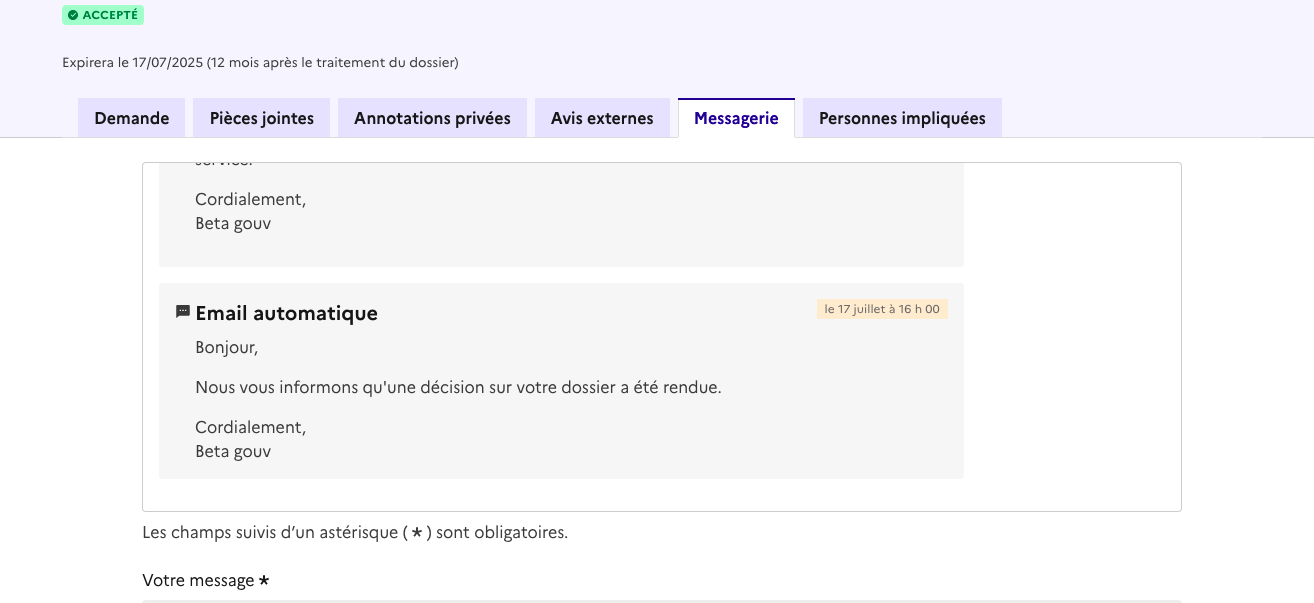 ACCEPTÉ
Expirera le 17/07/2025 (12 mois après le traitement du dossier)
Demande
Pièces jointes
Annotations privées
Avis externes
Messagerie
Personnes impliquées
service.
Cordialement,
Beta gouv
Email automatique
le 17 juillet à 16 h 00
Bonjour,
Nous vous informons qu'une décision sur votre dossier a été rendue.
Cordialement,
Beta gouv
Les champs suivis d’un astérisque ( * ) sont obligatoires.
Votre message *